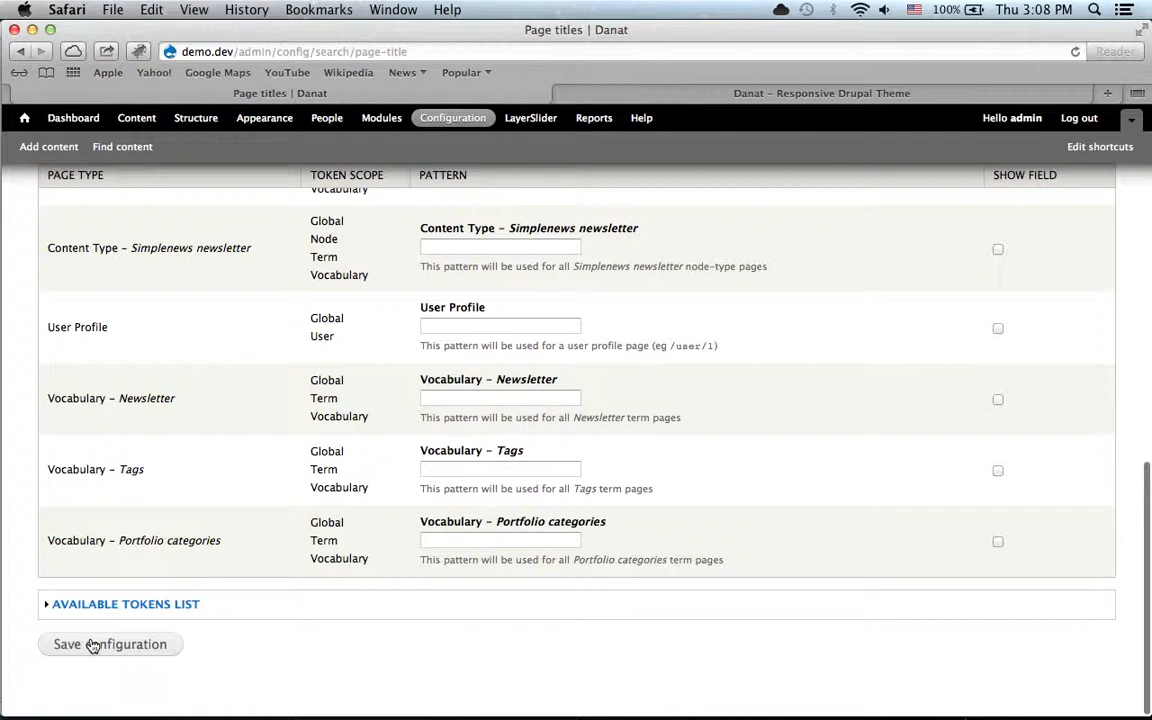 Safari File Edit View History Bookmarks Window Help 100% Thu 3:08 PM
Page titles | Danat
demo.dev/admin/config/search/page-title Reader
Apple Yahoo! Google Maps YouTube Wikipedia News Popular
Page titles | Danat Danat – Responsive Drupal Theme
Dashboard Content Structure Appearance People Modules Configuration LayerSlider Reports Help Hello admin Log out
Add content Find content Edit shortcuts
PAGE TYPE TOKEN SCOPE PATTERN SHOW FIELD
Vocabulary
Content Type – Simplenews newsletter
Global
Node
Term
Vocabulary
Content Type – Simplenews newsletter
This pattern will be used for all Simplenews newsletter node-type pages
User Profile
Global
User
User Profile
This pattern will be used for a user profile page (eg /user/1)
Vocabulary – Newsletter
Global
Term
Vocabulary
Vocabulary – Newsletter
This pattern will be used for all Newsletter term pages
Vocabulary – Tags
Global
Term
Vocabulary
Vocabulary – Tags
This pattern will be used for all Tags term pages
Vocabulary – Portfolio categories
Global
Term
Vocabulary
Vocabulary – Portfolio categories
This pattern will be used for all Portfolio categories term pages
AVAILABLE TOKENS LIST
Save configuration